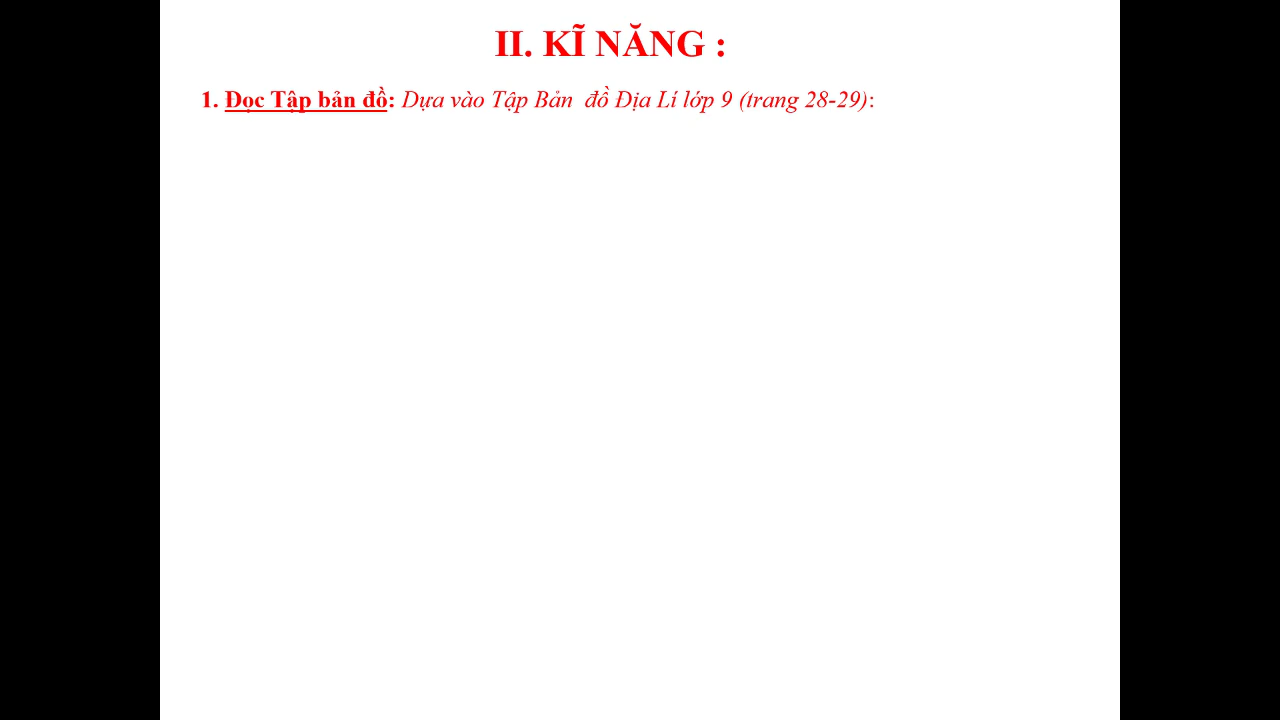 II. KĨ NĂNG :
1. Đọc Tập bản đồ: Dựa vào Tập Bản đồ Địa Lí lớp 9 (trang 28-29):